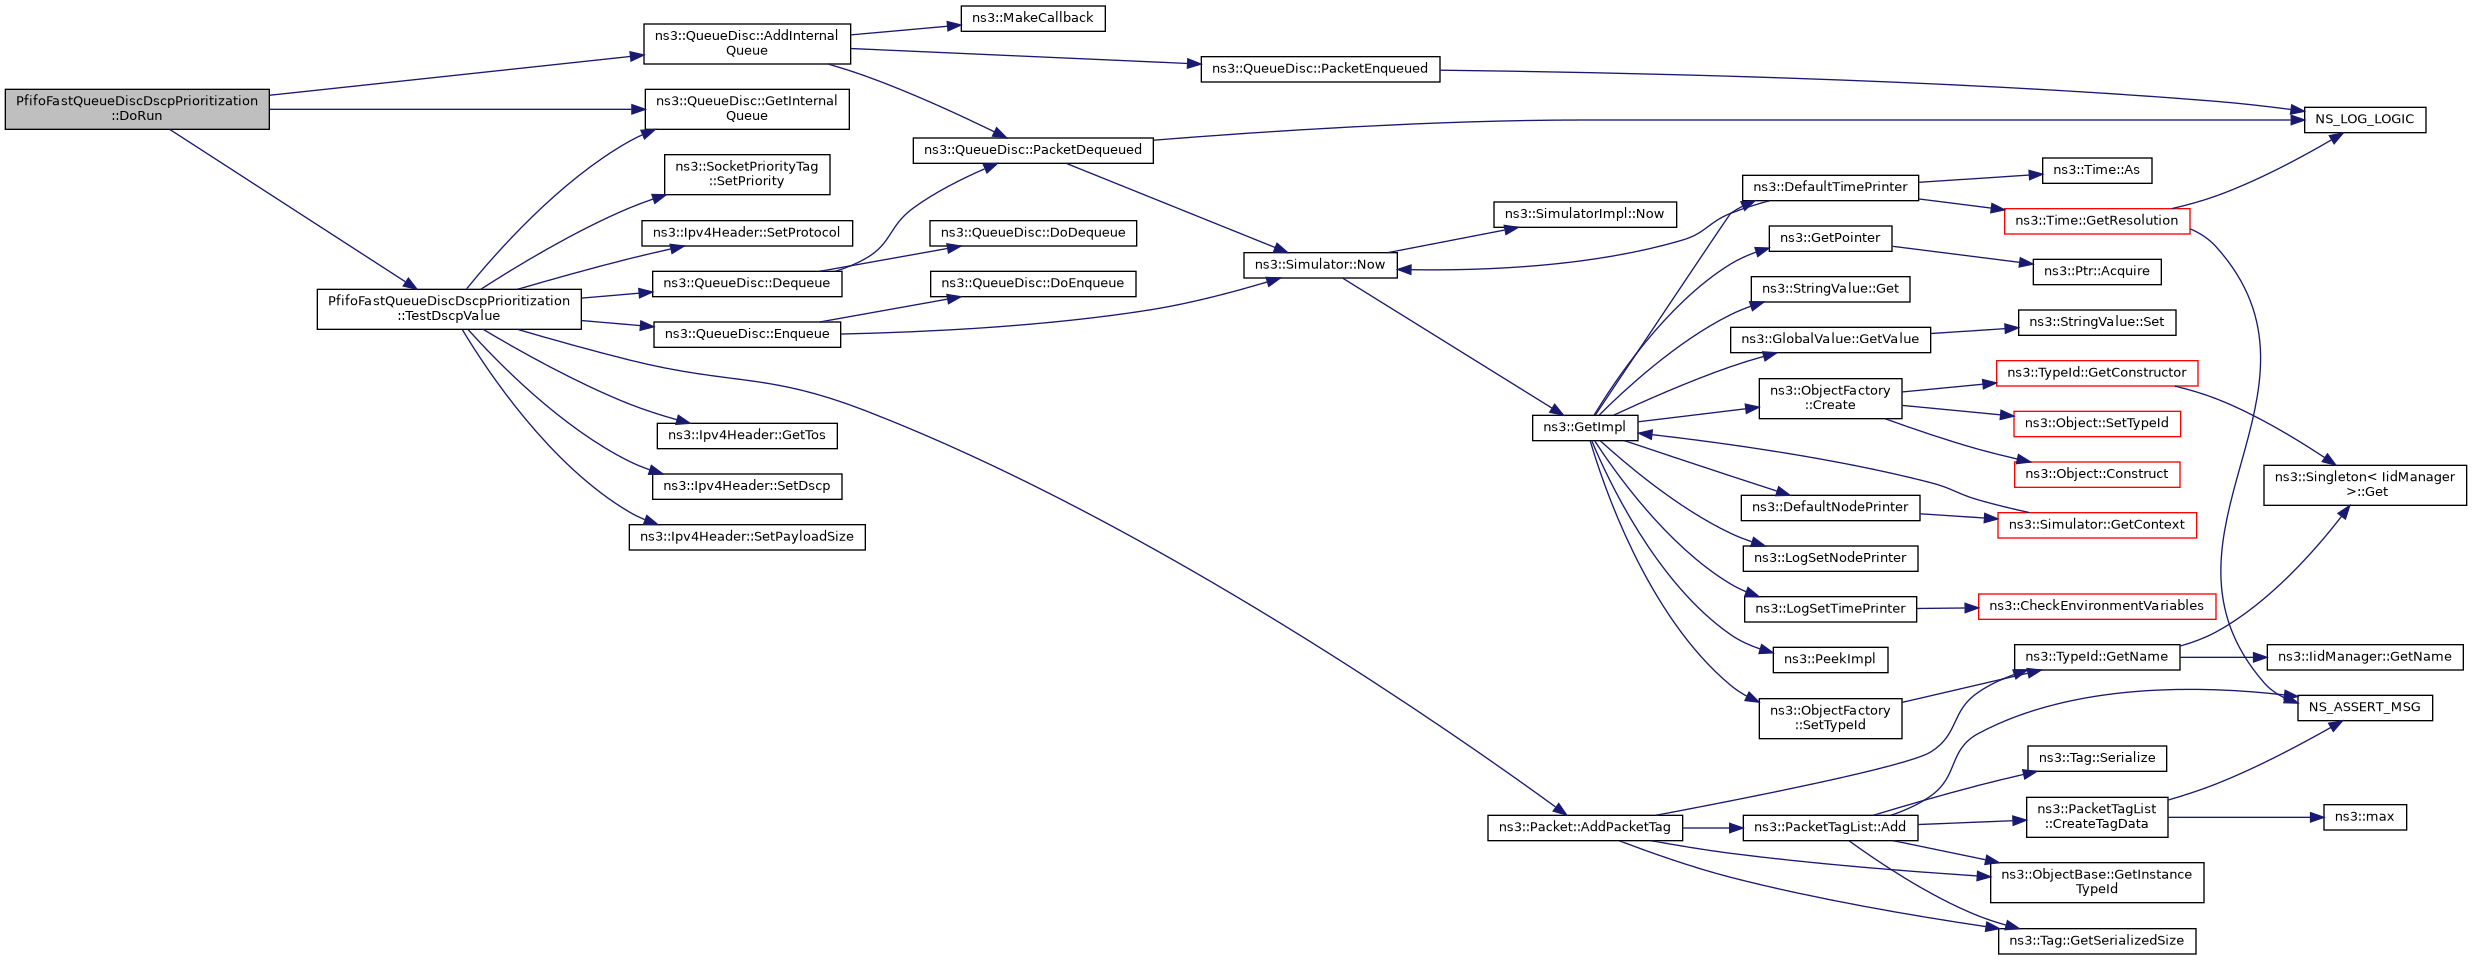 PfifoFastQueueDiscDscpPrioritization
::DoRun
ns3::QueueDisc::AddInternal
Queue
ns3::MakeCallback
ns3::QueueDisc::PacketEnqueued
ns3::QueueDisc::GetInternal
Queue
ns3::QueueDisc::PacketDequeued
NS_LOG_LOGIC
ns3::SocketPriorityTag
::SetPriority
ns3::Ipv4Header::SetProtocol
ns3::QueueDisc::Dequeue
ns3::QueueDisc::DoDequeue
ns3::QueueDisc::DoEnqueue
PfifoFastQueueDiscDscpPrioritization
::TestDscpValue
ns3::QueueDisc::Enqueue
ns3::Ipv4Header::GetTos
ns3::Ipv4Header::SetDscp
ns3::Ipv4Header::SetPayloadSize
ns3::Simulator::Now
ns3::SimulatorImpl::Now
ns3::GetImpl
ns3::DefaultTimePrinter
ns3::Time::As
ns3::Time::GetResolution
ns3::GetPointer
ns3::Ptr::Acquire
ns3::StringValue::Get
ns3::GlobalValue::GetValue
ns3::StringValue::Set
ns3::ObjectFactory
::Create
ns3::TypeId::GetConstructor
ns3::Object::SetTypeId
ns3::Object::Construct
ns3::Singleton< IidManager
>::Get
ns3::DefaultNodePrinter
ns3::Simulator::GetContext
ns3::LogSetNodePrinter
ns3::LogSetTimePrinter
ns3::CheckEnvironmentVariables
ns3::PeekImpl
ns3::ObjectFactory
::SetTypeId
ns3::TypeId::GetName
ns3::IidManager::GetName
NS_ASSERT_MSG
ns3::Packet::AddPacketTag
ns3::PacketTagList::Add
ns3::Tag::Serialize
ns3::PacketTagList
::CreateTagData
ns3::max
ns3::ObjectBase::GetInstance
TypeId
ns3::Tag::GetSerializedSize